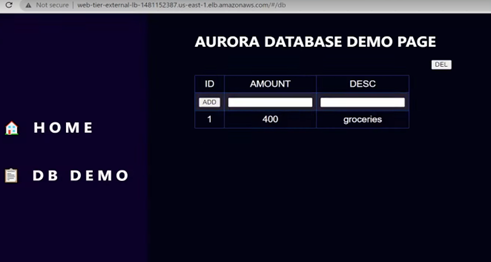 Not secure | web-tier-external-lb-1481152387.us-east-1.elb.amazonaws.com/#/db
AURORA DATABASE DEMO PAGE
DEL
ID AMOUNT DESC
ADD
1 400 groceries
HOME
DB DEMO